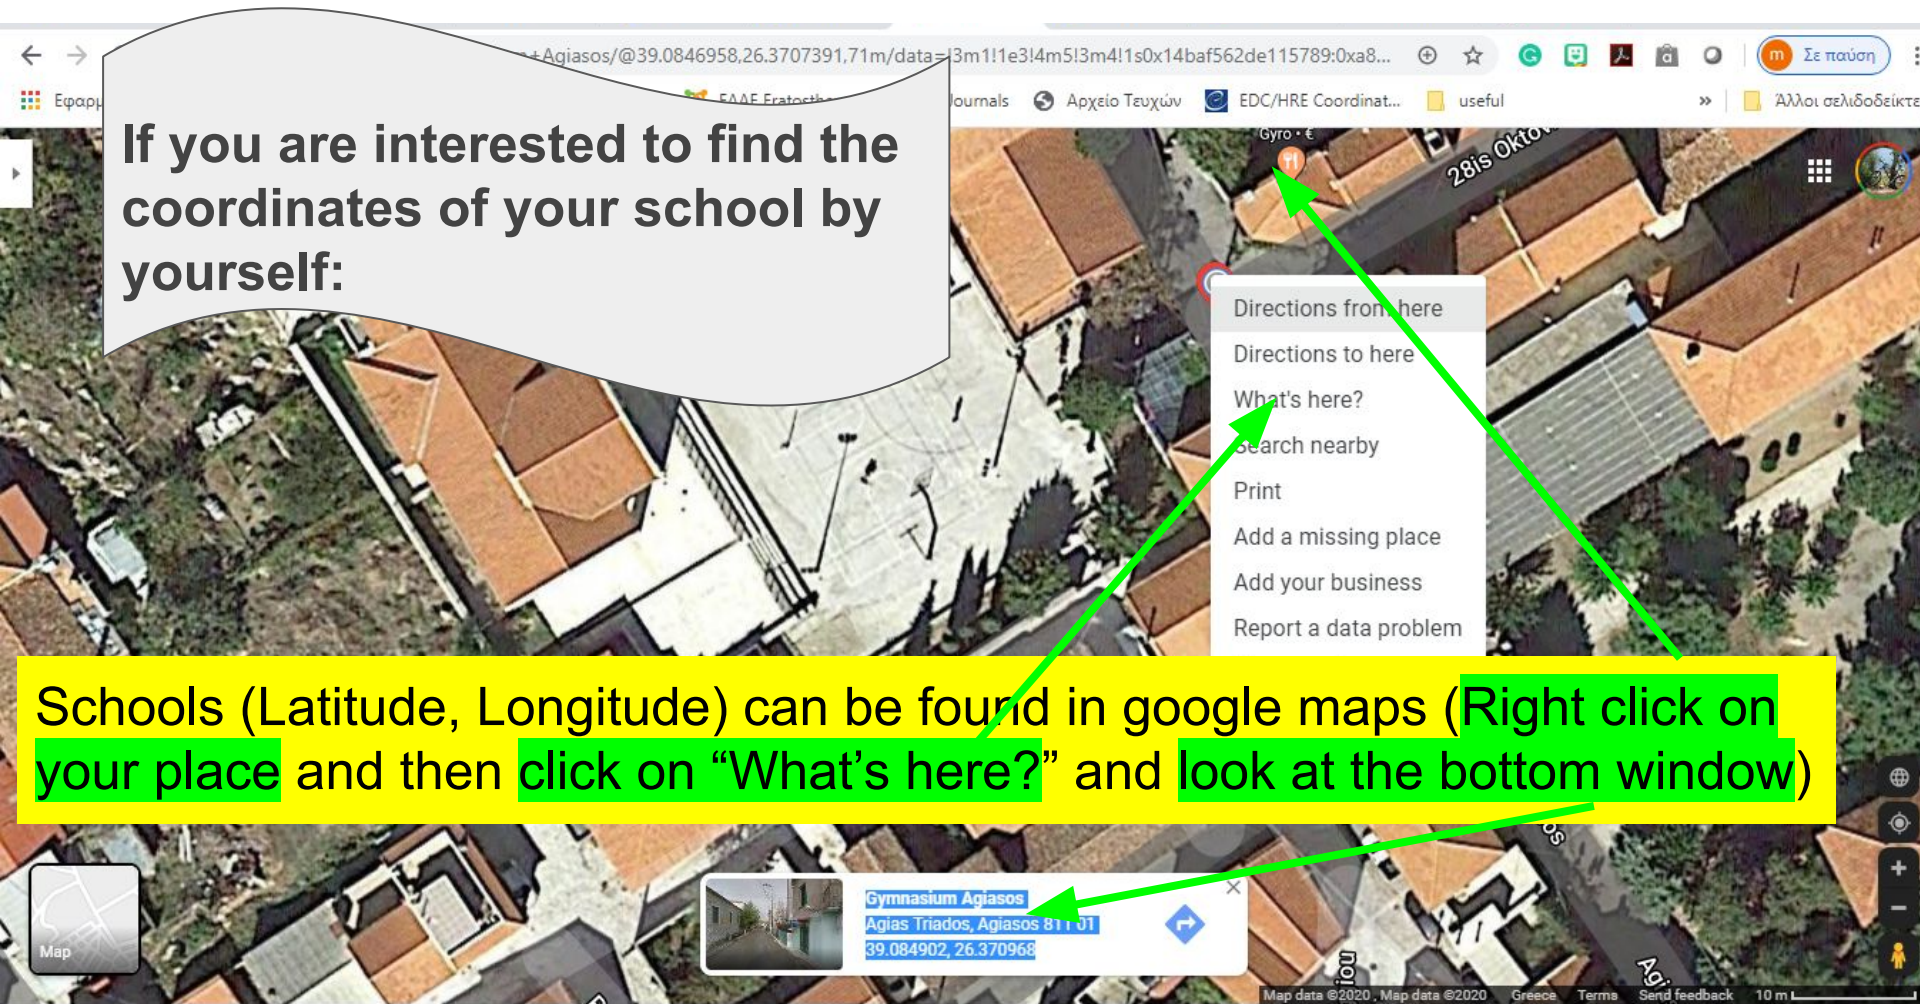 +Agiasos/@39.0846958,26.3707391,71m/data=!3m1!1e3!4m5!3m4!1s0x14baf562de115789:0xa8...
Σε παύση
Journals
Αρχείο Τευχών
EDC/HRE Coordinat...
useful
»
Άλλοι σελιδοδείκτε
If you are interested to find the
coordinates of your school by
yourself:
Gyro • €
28is Oktov
Directions from here
Directions to here
What's here?
Search nearby
Print
Add a missing place
Add your business
Report a data problem
Schools (Latitude, Longitude) can be found in google maps (Right click on
your place and then click on “What’s here?” and look at the bottom window)
Map
Gymnasium Agiasos
Agias Triados, Agiasos 811 01
39.084902, 26.370968
Map data ©2020 , Map data ©2020 Greece Terms Send feedback 10 m